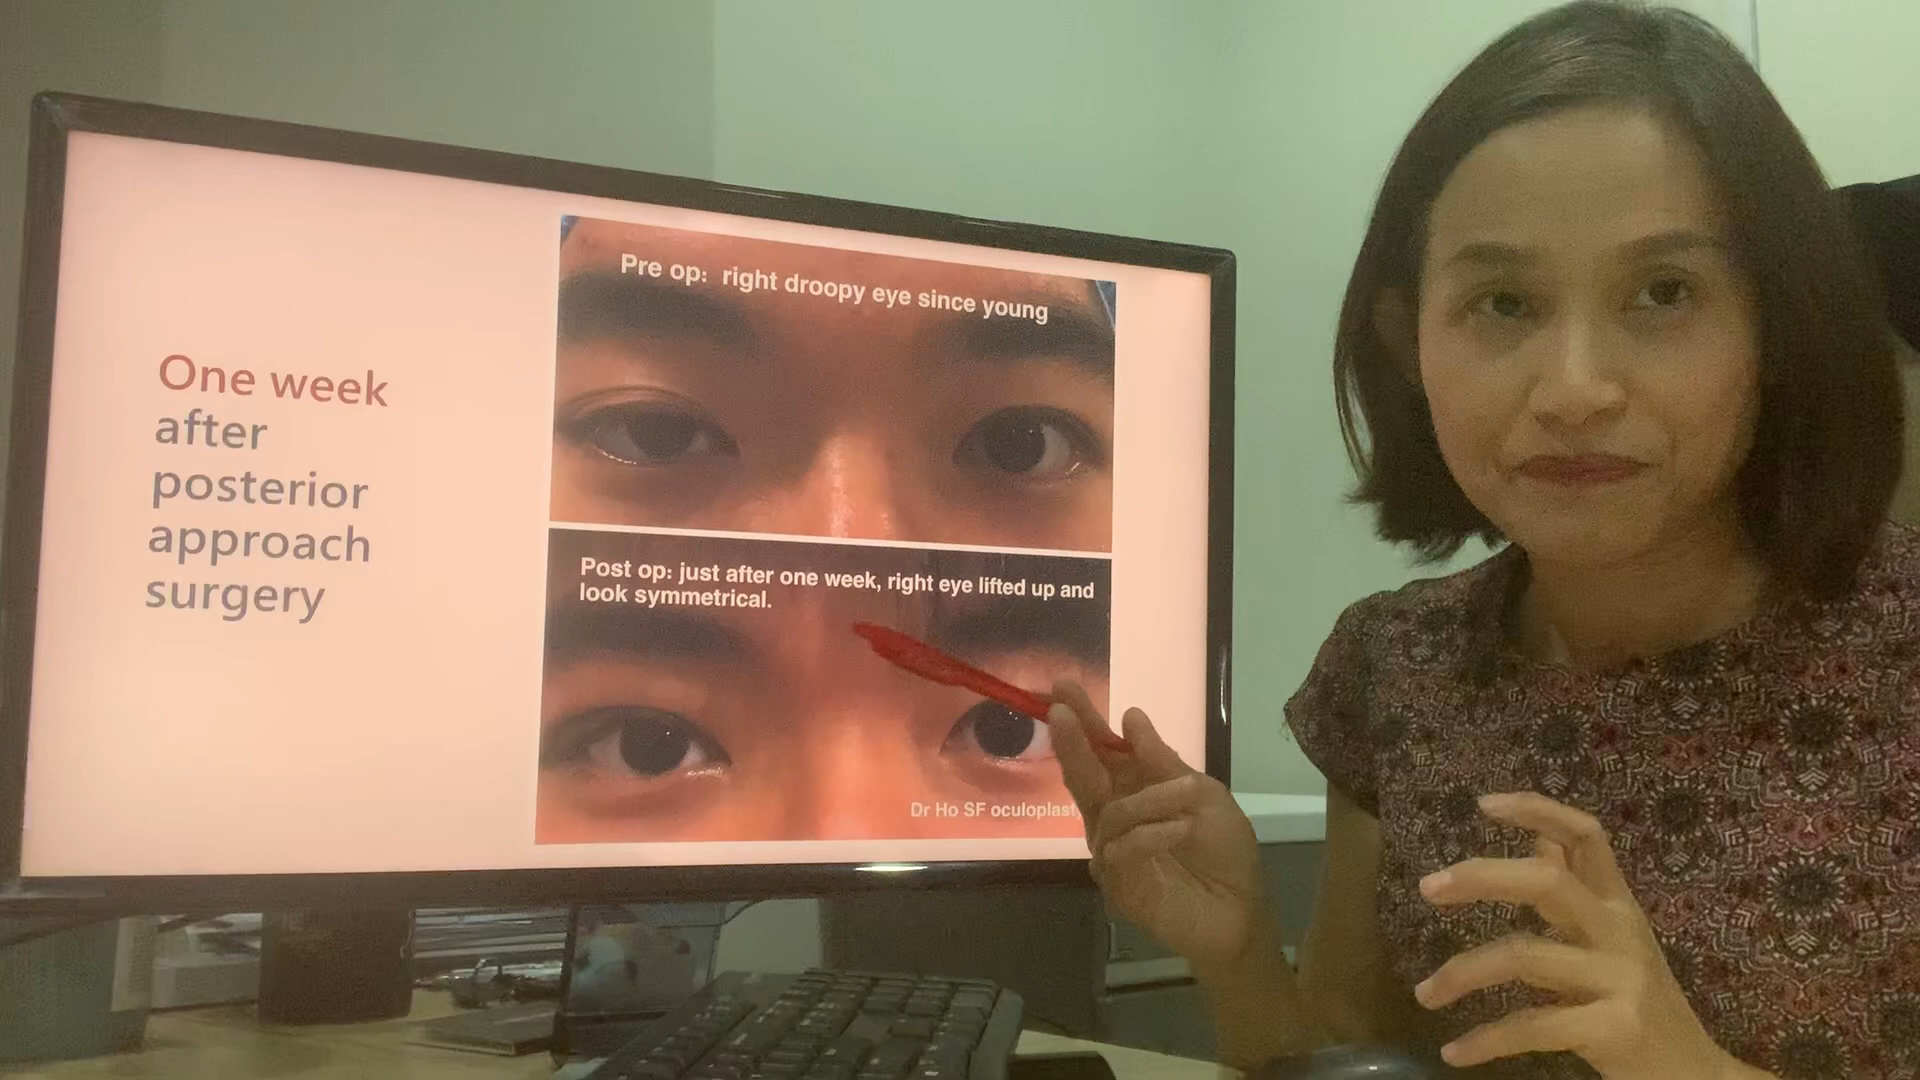 One week
after
posterior
approach
surgery
Pre op: right droopy eye since young
Post op: just after one week, right eye lifted up and
look symmetrical.
Dr Ho SF